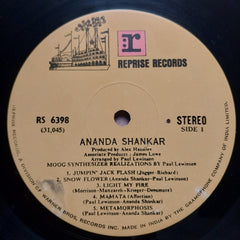 REPRISE RECORDS
RS 6398
(31,045)
STEREO
SIDE 1
ANANDA SHANKAR
Produced by Alex Hassilev
Associate Producer: James Lowe
Arranged by Paul Lewinson
MOOG SYNTHESIZER REALIZATIONS BY Paul Lewinson
1. JUMPIN' JACK FLASH (Jagger-Richard)
2. SNOW FLOWER (Ananda Shankar-Paul Lewinson)
3. LIGHT MY FIRE
(Morrison-Manzarek-Krieger-Densmore)
4. MAMATA (Affection)
(Paul Lewinson-Ananda Shankar)
5. METAMORPHOSIS
(Paul Lewinson-Ananda Shankar)